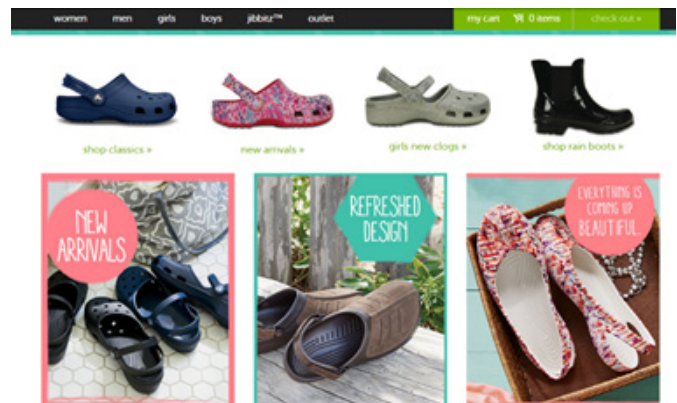 women men girls boys jibbitz™ outlet my cart 0 items check out »
shop classics » new arrivals » girls new clogs » shop rain boots »
NEW
ARRIVALS
REFRESHED
DESIGN
EVERYTHING IS
COMING UP
BEAUTIFUL.